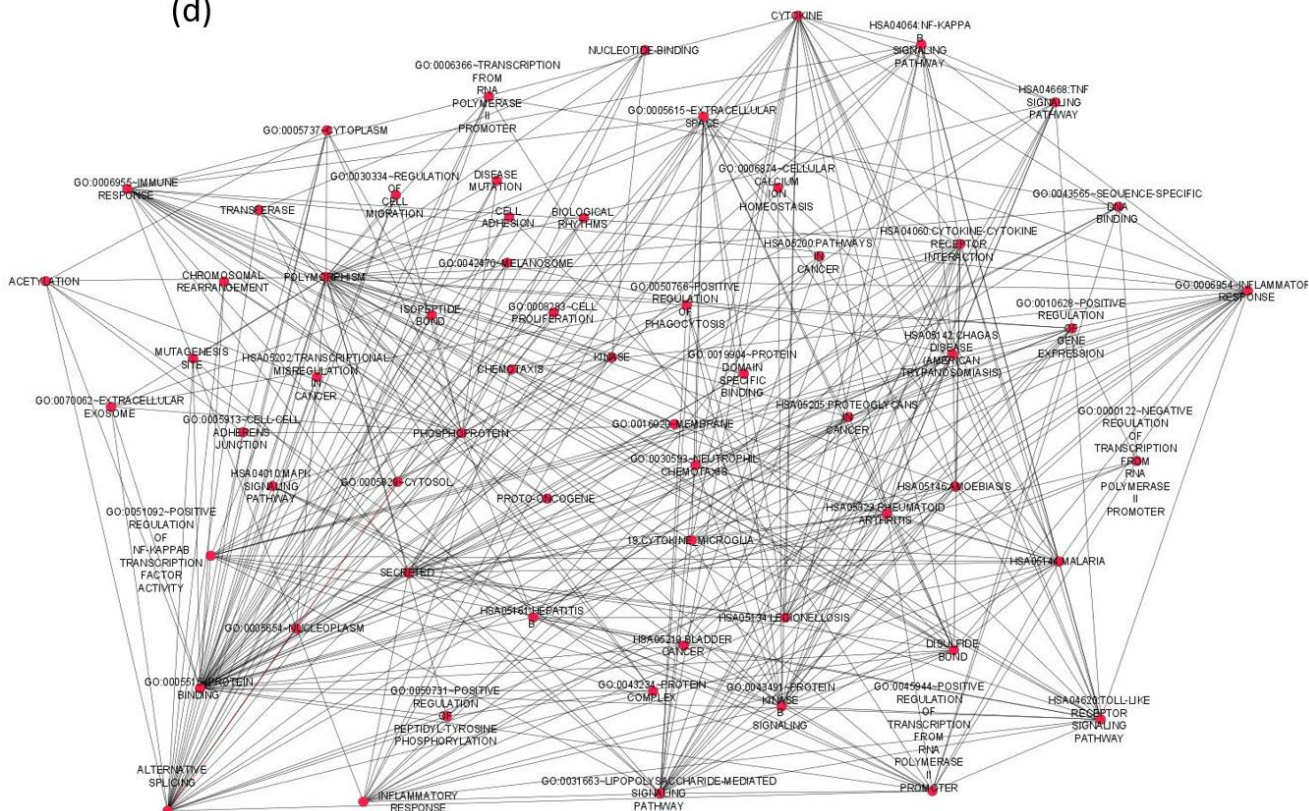 (d)
CYTOKINE
HSA04064:NF-KAPPA
B
SIGNALING
PATHWAY
NUCLEOTIDE-BINDING
GO:0006366~TRANSCRIPTION
FROM
RNA
POLYMERASE
II
PROMOTER
HSA04668:TNF
SIGNALING
PATHWAY
GO:0005615~EXTRACELLULAR
SPACE
GO:0005737~CYTOPLASM
GO:0006955~IMMUNE
RESPONSE
GO:0030334~REGULATION
OF
CELL
MIGRATION
DISEASE
MUTATION
GO:0006874~CELLULAR
CALCIUM
ION
HOMEOSTASIS
GO:0043565~SEQUENCE-SPECIFIC
DNA
BINDING
TRANSFERASE
CELL
ADHESION
BIOLOGICAL
RHYTHMS
HSA04060:CYTOKINE-CYTOKINE
RECEPTOR
INTERACTION
HSA05200:PATHWAYS
IN
CANCER
GO:0042470~MELANOSOME
ACETYLATION
CHROMOSOMAL
REARRANGEMENT
POLYMORPHISM
GO:0050766~POSITIVE
REGULATION
OF
PHAGOCYTOSIS
GO:0006954~INFLAMMATOR
RESPONSE
ISOPEPTIDE
BOND
GO:0008283~CELL
PROLIFERATION
GO:0010628~POSITIVE
REGULATION
OF
GENE
EXPRESSION
HSA05142:CHAGAS
DISEASE
(AMERICAN
TRYPANOSOMIASIS)
MUTAGENESIS
SITE
HSA05202:TRANSCRIPTIONAL
MISREGULATION
IN
CANCER
CHEMOTAXIS
KINASE
GO:0019904~PROTEIN
DOMAIN
SPECIFIC
BINDING
GO:0070062~EXTRACELLULAR
EXOSOME
GO:0005913~CELL-CELL
ADHERENS
JUNCTION
PHOSPHOPROTEIN
GO:0016020~MEMBRANE
HSA05205:PROTEOGLYCANS
IN
CANCER
GO:0000122~NEGATIVE
REGULATION
OF
TRANSCRIPTION
FROM
RNA
POLYMERASE
II
PROMOTER
GO:0030593~NEUTROPHIL
CHEMOTAXIS
HSA04010:MAPK
SIGNALING
PATHWAY
GO:0005829~CYTOSOL
PROTO-ONCOGENE
HSA05146:AMOEBIASIS
HSA05323:RHEUMATOID
ARTHRITIS
GO:0051092~POSITIVE
REGULATION
OF
NF-KAPPAB
TRANSCRIPTION
FACTOR
ACTIVITY
19.CYTOLINE_MICROGLIA
HSA05144:MALARIA
SECRETED
HSA05161:HEPATITIS
B
HSA05134:LEGIONELLOSIS
GO:0005654~NUCLEOPLASM
HSA05219:BLADDER
CANCER
DISULFIDE
BOND
GO:0005515~PROTEIN
BINDING
GO:0050731~POSITIVE
REGULATION
OF
PEPTIDYL-TYROSINE
PHOSPHORYLATION
GO:0043234~PROTEIN
COMPLEX
GO:0043491~PROTEIN
KINASE
B
SIGNALING
GO:0045944~POSITIVE
REGULATION
OF
TRANSCRIPTION
FROM
RNA
POLYMERASE
II
PROMOTER
HSA04620:TOLL-LIKE
RECEPTOR
SIGNALING
PATHWAY
ALTERNATIVE
SPLICING
INFLAMMATORY
RESPONSE
GO:0031663~LIPOPOLYSACCHARIDE-MEDIATED
SIGNALING
PATHWAY